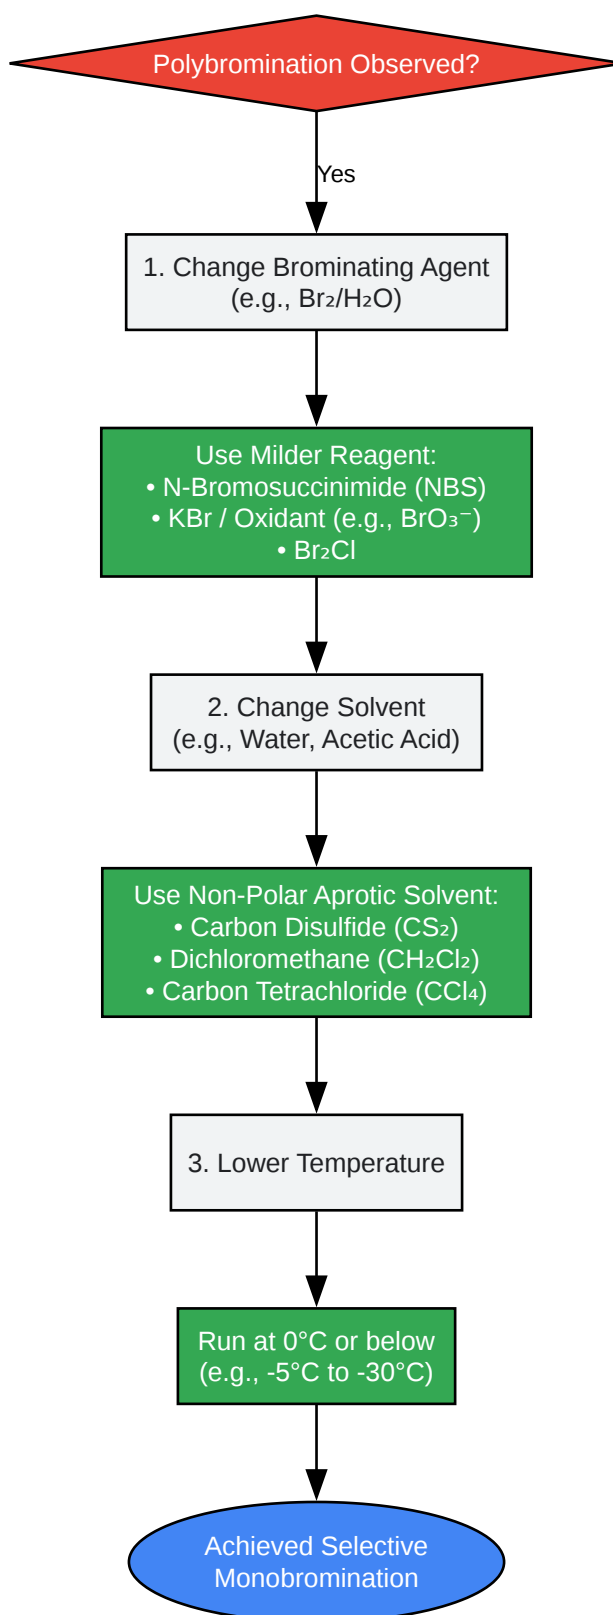 Polybromination Observed?
Yes
1. Change Brominating Agent
(e.g., Br₂/H₂O)
Use Milder Reagent:
• N-Bromosuccinimide (NBS)
• KBr / Oxidant (e.g., BrO₃⁻)
• Br₂Cl
2. Change Solvent
(e.g., Water, Acetic Acid)
Use Non-Polar Aprotic Solvent:
• Carbon Disulfide (CS₂)
• Dichloromethane (CH₂Cl₂)
• Carbon Tetrachloride (CCl₄)
3. Lower Temperature
Run at 0°C or below
(e.g., -5°C to -30°C)
Achieved Selective
Monobromination